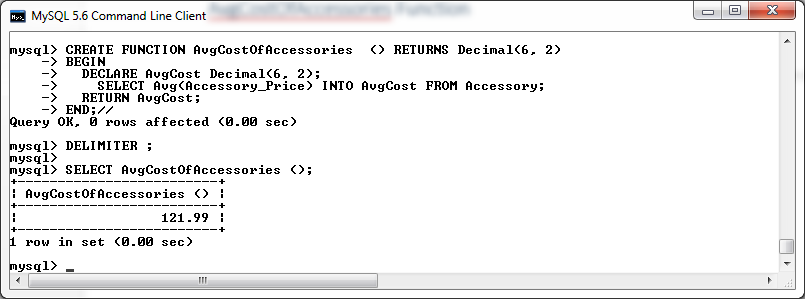 AvgCostOfAccessories Function
MySQL 5.6 Command Line Client
mysql> CREATE FUNCTION AvgCostOfAccessories  () RETURNS Decimal(6, 2)
    -> BEGIN
    ->   DECLARE AvgCost Decimal(6, 2);
    ->     SELECT Avg(Accessory_Price) INTO AvgCost FROM Accessory;
    ->   RETURN AvgCost;
    -> END;//
Query OK, 0 rows affected (0.00 sec)
mysql> DELIMITER ;
mysql>
mysql> SELECT AvgCostOfAccessories ();
+-------------------------+
¦ AvgCostOfAccessories () ¦
+-------------------------+
¦                  121.99 ¦
+-------------------------+
1 row in set (0.00 sec)
mysql> _